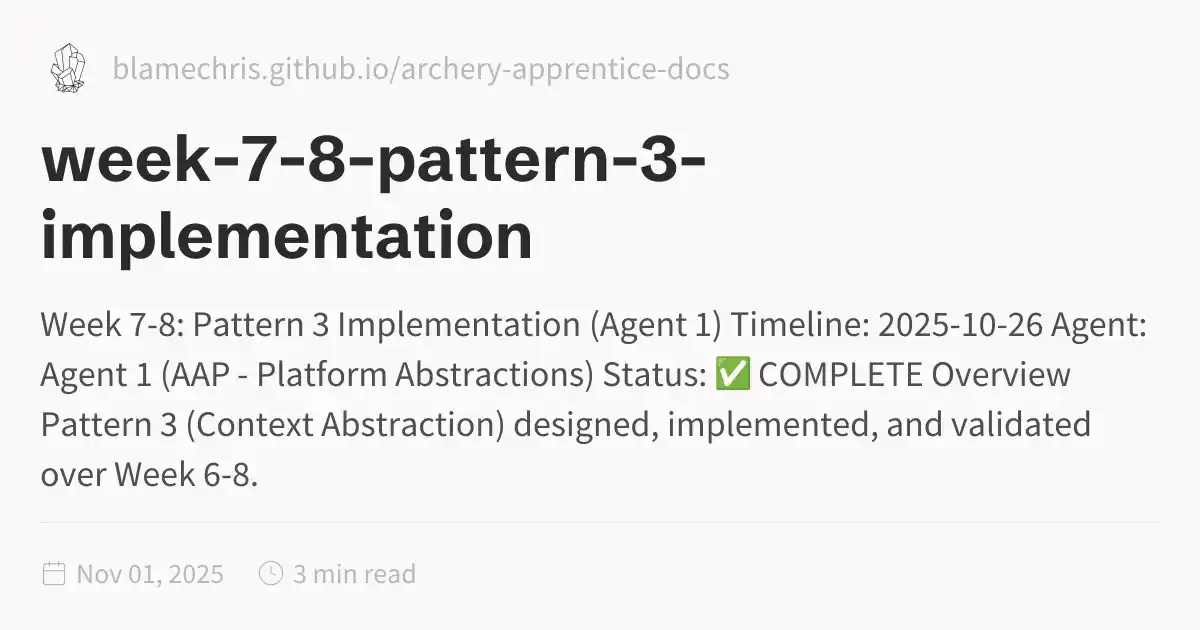 blamechris.github.io/archery-apprentice-docs
week-7-8-pattern-3-
implementation
Week 7-8: Pattern 3 Implementation (Agent 1) Timeline: 2025-10-26 Agent:
Agent 1 (AAP - Platform Abstractions) Status: ✅ COMPLETE Overview
Pattern 3 (Context Abstraction) designed, implemented, and validated
over Week 6-8.
Nov 01, 2025 3 min read